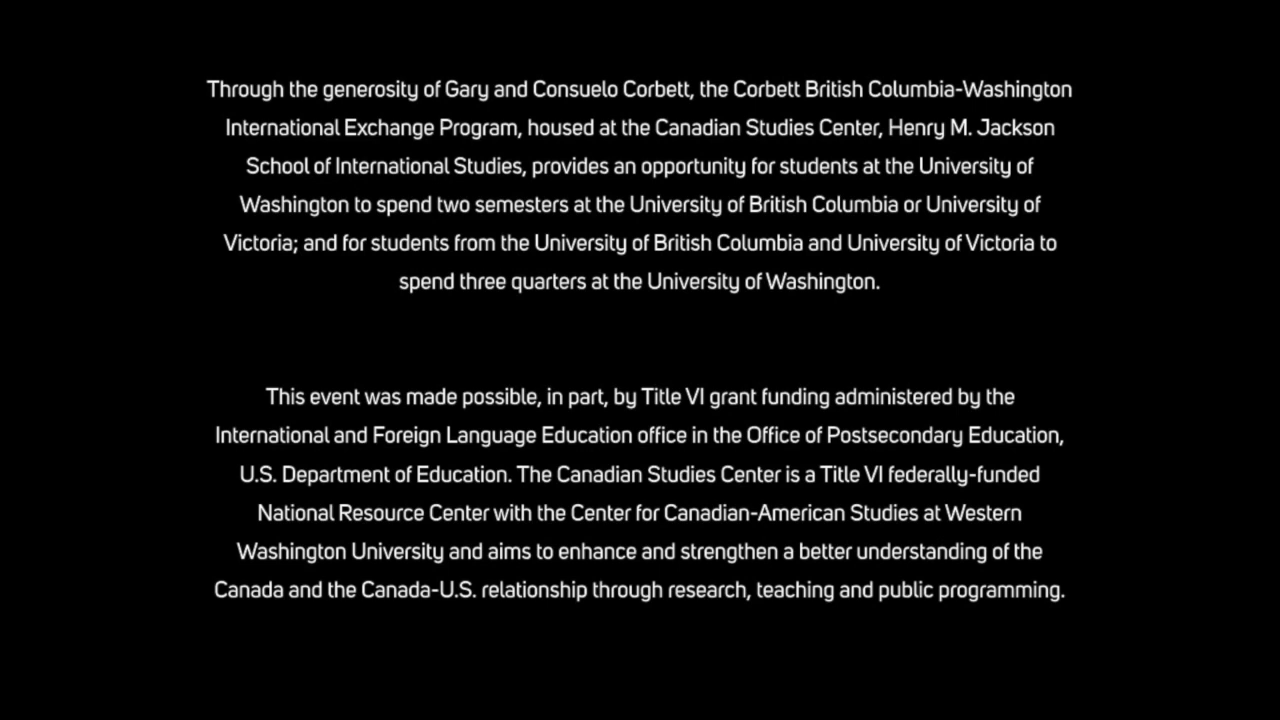 Through the generosity of Gary and Consuelo Corbett, the Corbett British Columbia-Washington
International Exchange Program, housed at the Canadian Studies Center, Henry M. Jackson
School of International Studies, provides an opportunity for students at the University of
Washington to spend two semesters at the University of British Columbia or University of
Victoria; and for students from the University of British Columbia and University of Victoria to
spend three quarters at the University of Washington.
This event was made possible, in part, by Title VI grant funding administered by the
International and Foreign Language Education office in the Office of Postsecondary Education,
U.S. Department of Education. The Canadian Studies Center is a Title VI federally-funded
National Resource Center with the Center for Canadian-American Studies at Western
Washington University and aims to enhance and strengthen a better understanding of the
Canada and the Canada-U.S. relationship through research, teaching and public programming.